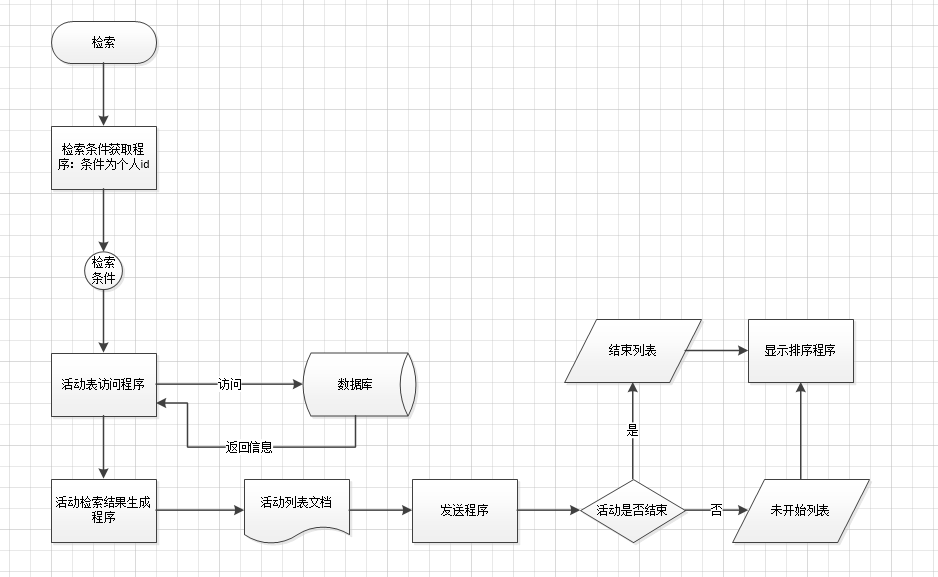 检索
检索条件获取程
序：条件为个人id
检索
条件
活动表访问程序
访问
数据库
返回信息
活动检索结果生成
程序
活动列表文档
发送程序
活动是否结束
是
否
结束列表
显示排序程序
未开始列表